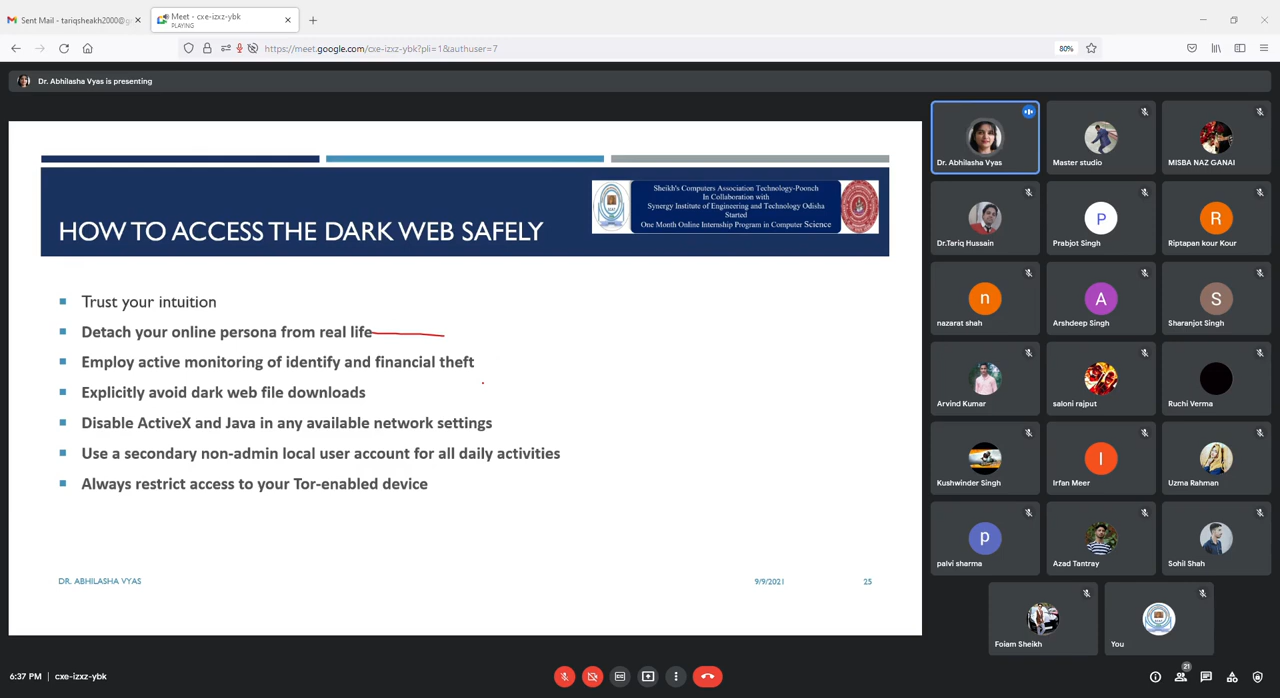 Sent Mail - tariqsheakh2000@g
Meet - cxe-izxz-ybk
PLAYING
https://meet.google.com/cxe-izxz-ybk?pli=1&authuser=7
80%
Dr. Abhilasha Vyas is presenting
HOW TO ACCESS THE DARK WEB SAFELY
Sheikh's Computers Association Technology-Poonch
In Collaboration with
Synergy Institute of Engineering and Technology Odisha
Started
One Month Online Internship Program in Computer Science
Trust your intuition
Detach your online persona from real life
Employ active monitoring of identify and financial theft
Explicitly avoid dark web file downloads
Disable ActiveX and Java in any available network settings
Use a secondary non-admin local user account for all daily activities
Always restrict access to your Tor-enabled device
DR. ABHILASHA VYAS
9/9/2021
25
Dr. Abhilasha Vyas
Master studio
MISBA NAZ GANAI
Dr.Tariq Hussain
P
Prabjot Singh
R
Riptapan kour Kour
n
nazarat shah
A
Arshdeep Singh
S
Sharanjot Singh
Arvind Kumar
saloni rajput
Ruchi Verma
Kushwinder Singh
I
Irfan Meer
Uzma Rahman
p
palvi sharma
Azad Tantray
Sohil Shah
Foiam Sheikh
You
6:37 PM | cxe-izxz-ybk
21